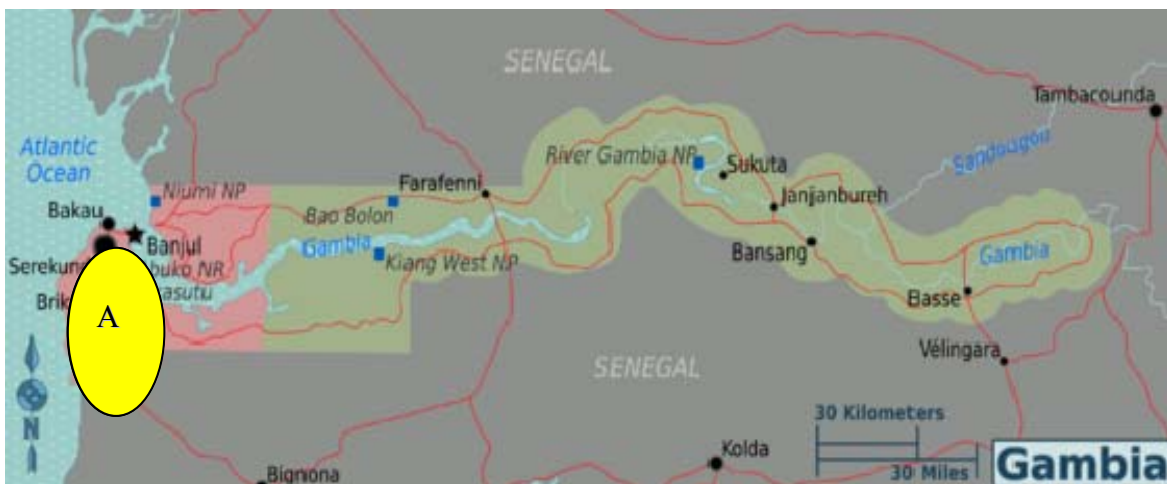 SENEGAL
Tambacounda
Atlantic
Ocean
Sandougou
River Gambia NP
Sukuta
Niumi NP
Farafenni
Janjanbureh
Bakau
Bao Bolon
Banjul
Gambia
Bansang
Gambia
Kiang West NP
A
Basse
Vélingara
SENEGAL
N
30 Kilometers
30 Miles
Kolda
Bignona
Gambia